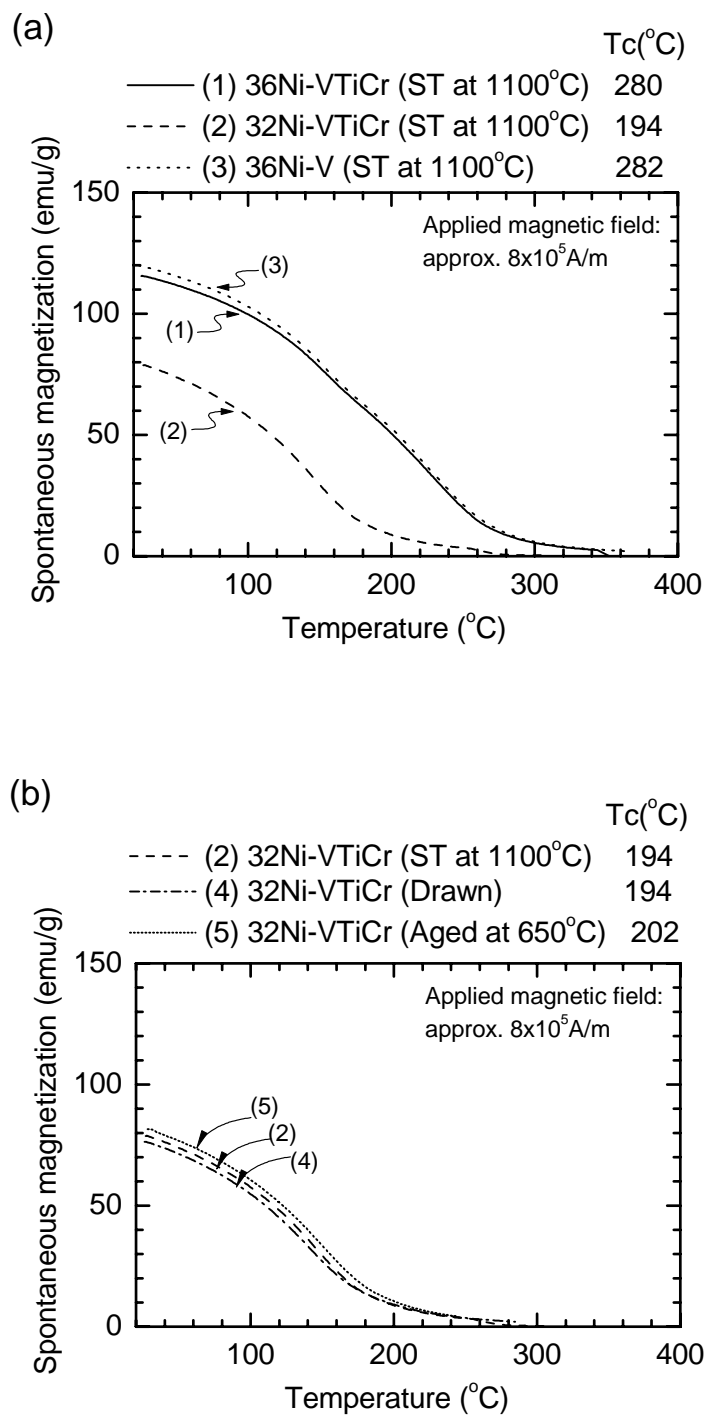 (a)
Tc(°C)
(1) 36Ni-VTiCr (ST at 1100°C) 280
(2) 32Ni-VTiCr (ST at 1100°C) 194
(3) 36Ni-V (ST at 1100°C) 282
150
Applied magnetic field:
approx. 8x10⁵A/m
(3)
100
(1)
50
(2)
0
100 200 300 400
Spontaneous magnetization (emu/g)
Temperature (°C)
(b)
Tc(°C)
(2) 32Ni-VTiCr (ST at 1100°C) 194
(4) 32Ni-VTiCr (Drawn) 194
(5) 32Ni-VTiCr (Aged at 650°C) 202
150
Applied magnetic field:
approx. 8x10⁵A/m
100
(5)
(2)
(4)
50
0
100 200 300 400
Spontaneous magnetization (emu/g)
Temperature (°C)